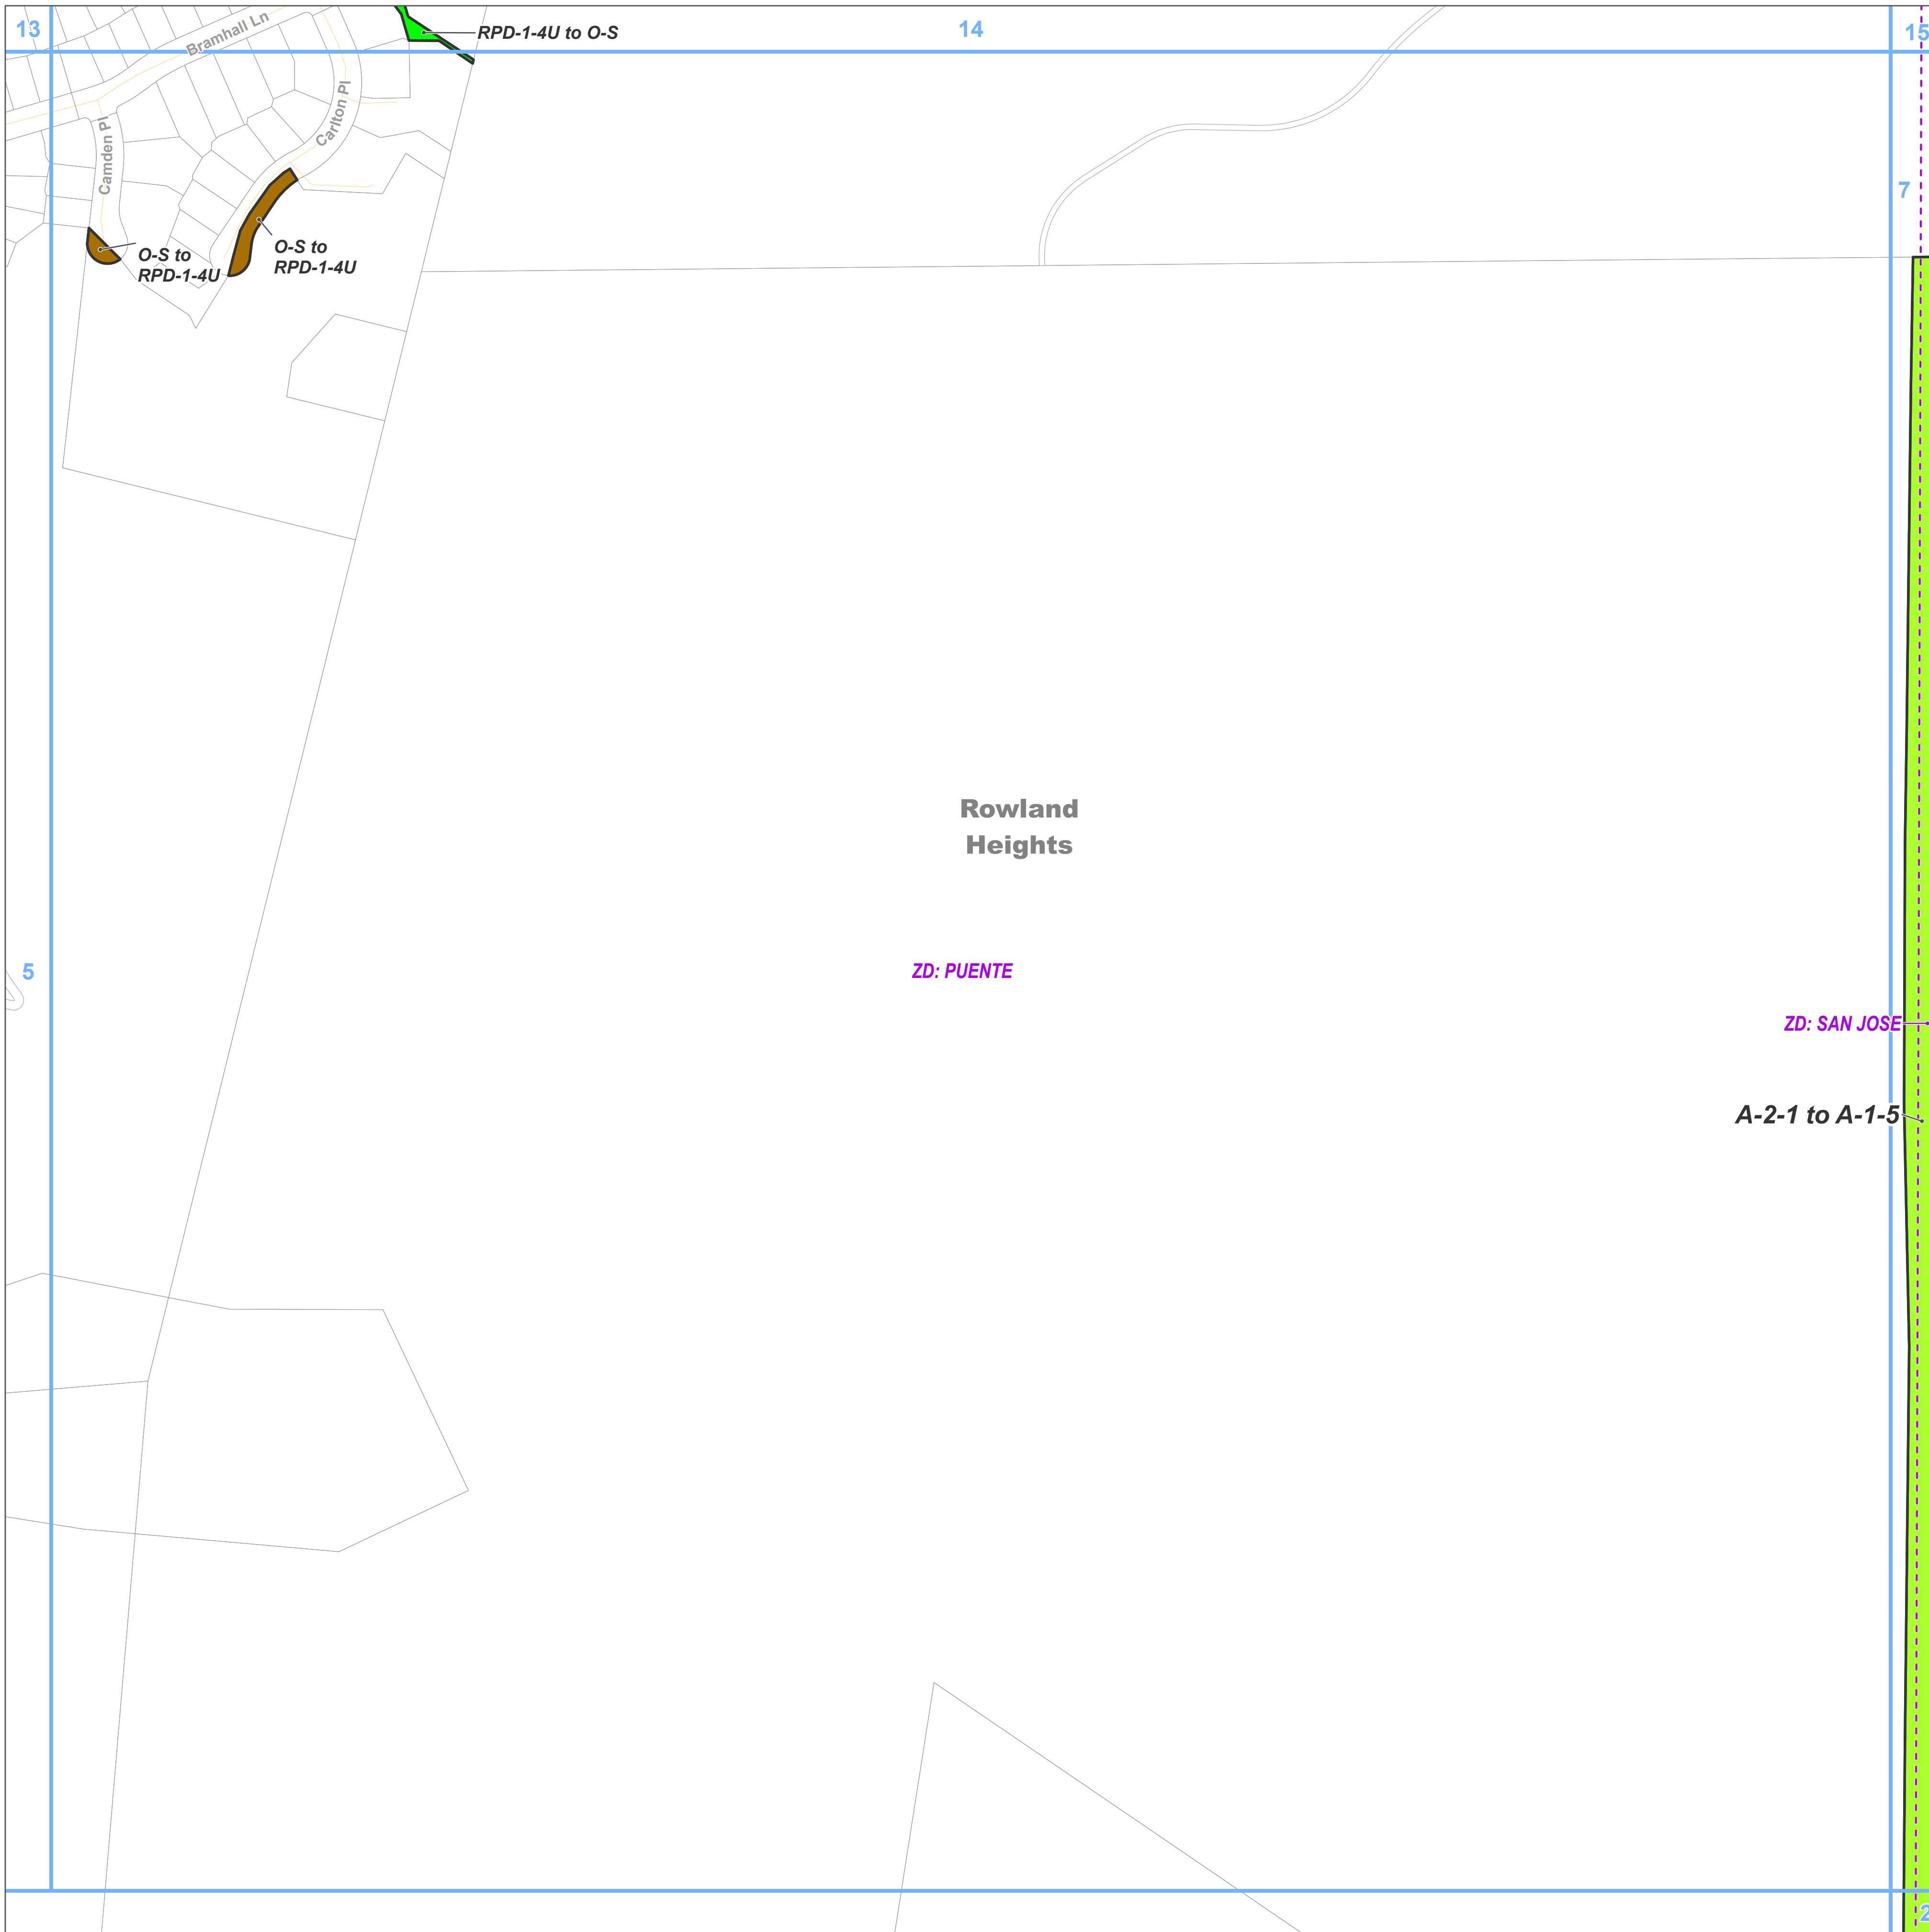 13
14
15
Bramhall Ln
RPD-1-4U to O-S
Carlton Pl
Camden Pl
7
O-S to
RPD-1-4U
O-S to
RPD-1-4U
Rowland
Heights
5
ZD: PUENTE
ZD: SAN JOSE
A-2-1 to A-1-5
2